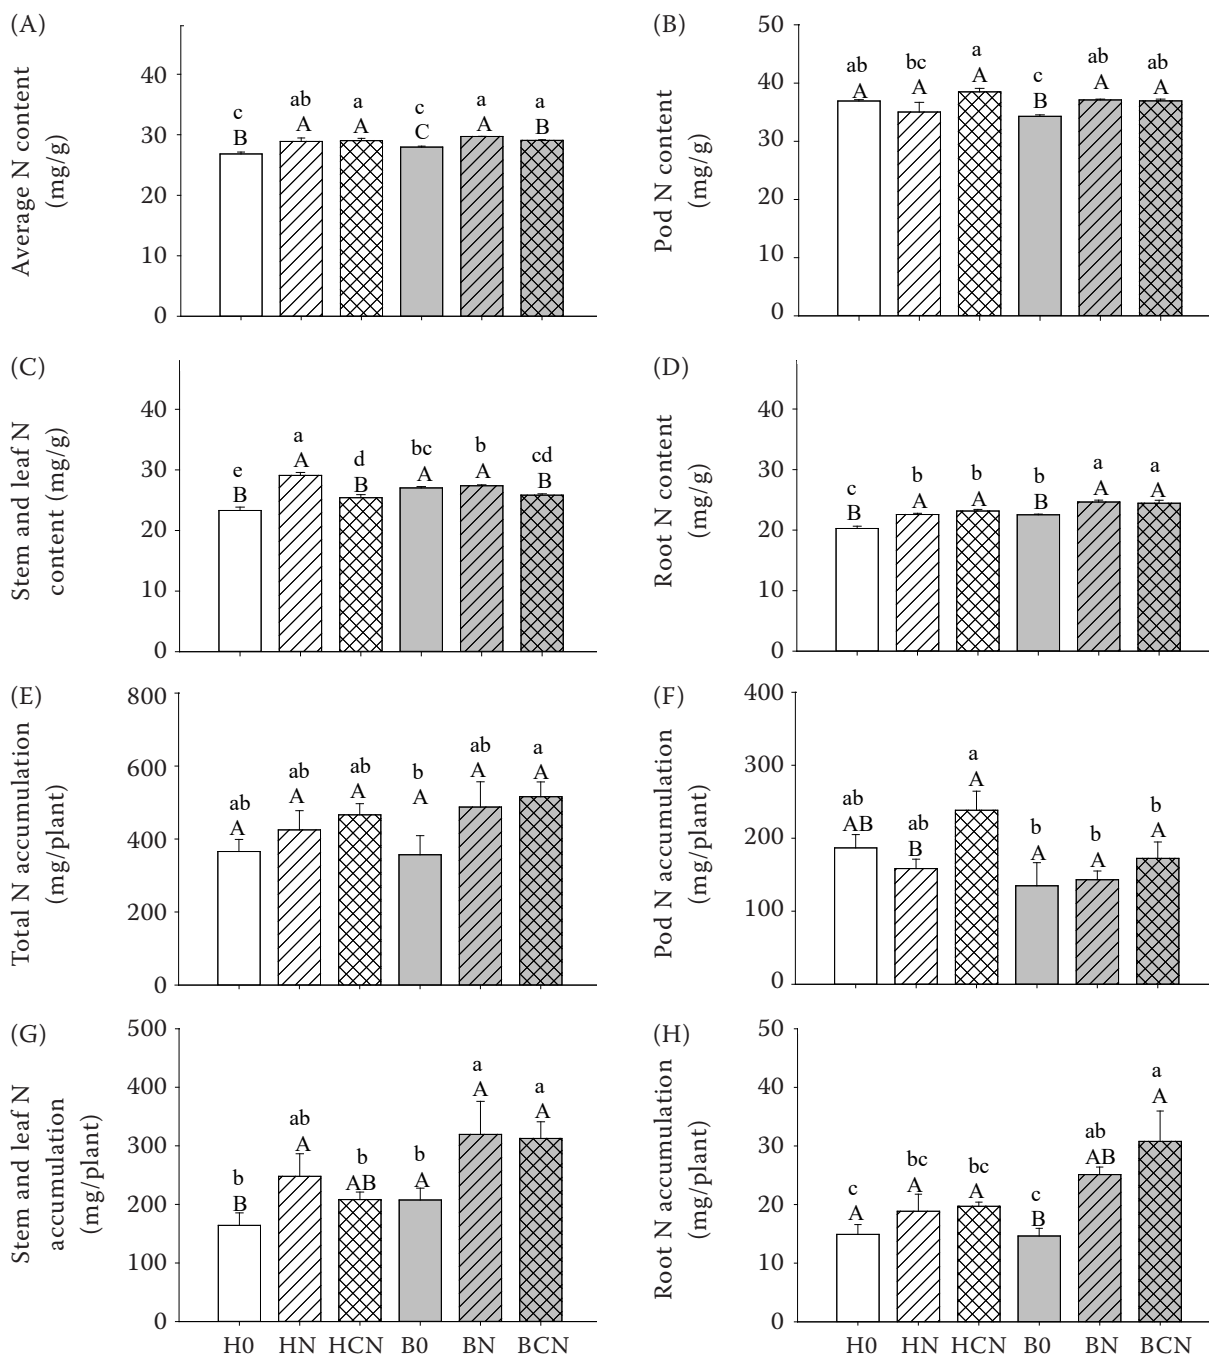 (A)
Average N content
(mg/g)
40
30
20
10
0
c
B
ab
A
a
A
c
C
a
A
a
B
(B)
Pod N content
(mg/g)
50
40
30
20
10
0
ab
A
bc
A
a
A
c
B
ab
A
ab
A
(C)
Stem and leaf N
content (mg/g)
40
30
20
10
0
e
B
a
A
d
B
bc
A
b
A
cd
B
(D)
Root N content
(mg/g)
40
30
20
10
0
c
B
b
A
b
A
b
B
a
A
a
A
(E)
Total N accumulation
(mg/plant)
800
600
400
200
0
ab
A
ab
A
ab
A
b
A
ab
A
a
A
(F)
Pod N accumulation
(mg/plant)
400
300
200
100
0
ab
AB
ab
B
a
A
b
A
b
A
b
A
(G)
Stem and leaf N
accumulation
(mg/plant)
500
400
300
200
100
0
b
B
ab
A
b
AB
b
A
a
A
a
A
H0 HN HCN B0 BN BCN
(H)
Root N accumulation
(mg/plant)
50
40
30
20
10
0
c
A
bc
A
bc
A
c
B
ab
AB
a
A
H0 HN HCN B0 BN BCN